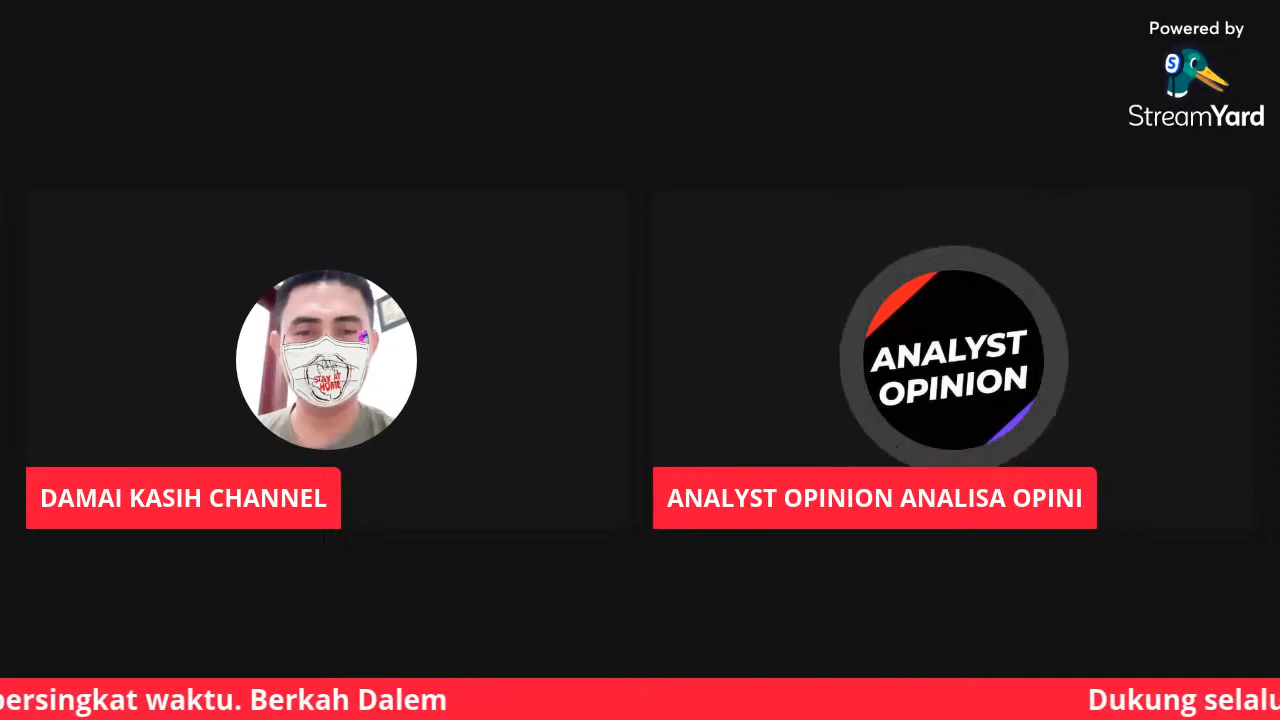 Powered by
StreamYard
STAY AT
HOME
ANALYST
OPINION
DAMAI KASIH CHANNEL
ANALYST OPINION ANALISA OPINI
persingkat waktu. Berkah Dalem
Dukung selalu